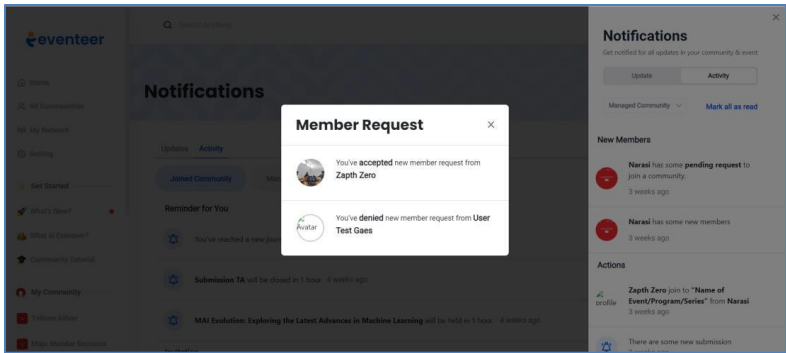 eventeer
Search Anything
Home
All Communities
My Network
Setting
Get Started
What's New?
What is Eventeer?
Community Tutorial
My Community
Notifications
Updates Activity
Joined Community
Reminder for You
You've reached a new
Submission TA will be closed in 1 hour 4 weeks ago
MAI Evolution: Exploring the Latest Advances in Machine Learning will be held in 1 hour 4 weeks ago
Member Request
You've accepted new member request from
Zapth Zero
Avatar
You've denied new member request from User
Test Gaes
Notifications
Get notified for all updates in your community & event
Update Activity
Managed Community Mark all as read
New Members
Narasi has some pending request to
join a community.
3 weeks ago
Narasi has some new members
3 weeks ago
Actions
profile
Zapth Zero join to "Name of
Event/Program/Series" from Narasi
3 weeks ago
There are some new submission